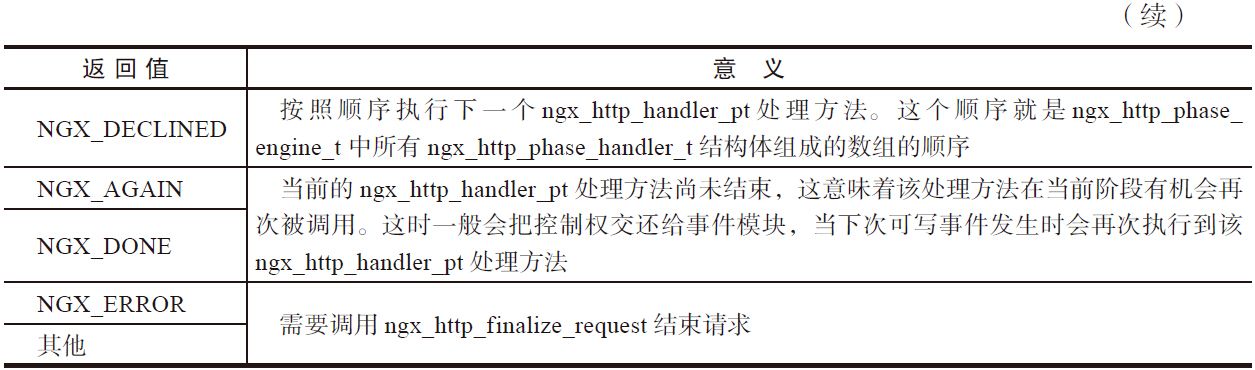 （续）
返回值 意 义
NGX_DECLINED
按照顺序执行下一个 ngx_http_handler_pt 处理方法。这个顺序就是 ngx_http_phase_
engine_t 中所有 ngx_http_phase_handler_t 结构体组成的数组的顺序
NGX_AGAIN
NGX_DONE
当前的 ngx_http_handler_pt 处理方法尚未结束，这意味着该处理方法在当前阶段有机会再
次被调用。这时一般会把控制权交还给事件模块，当下次可写事件发生时会再次执行到该
ngx_http_handler_pt 处理方法
NGX_ERROR
其他
需要调用 ngx_http_finalize_request 结束请求